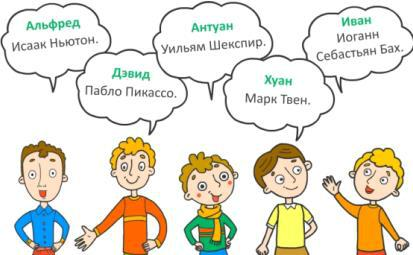 Альфред
Исаак Ньютон.
Дэвид
Пабло Пикассо.
Антуан
Уильям Шекспир.
Хуан
Марк Твен.
Иван
Иоганн
Себастьян Бах.